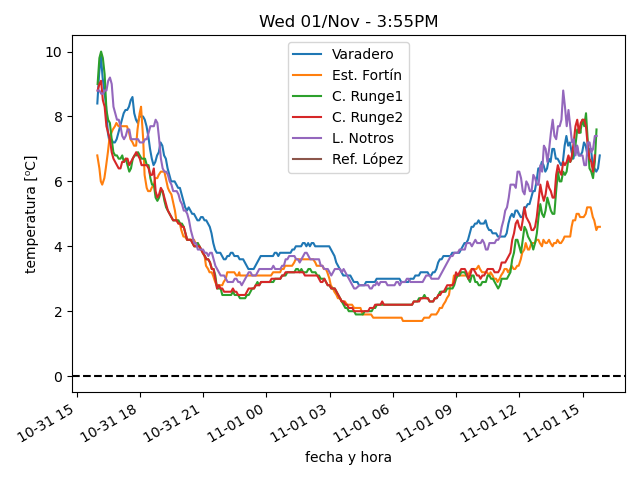 Wed 01/Nov - 3:55PM
temperatura [ºC]
10
8
6
4
2
0
Varadero
Est. Fortín
C. Runge1
C. Runge2
L. Notros
Ref. López
10-31 15
10-31 18
10-31 21
11-01 00
11-01 03
11-01 06
11-01 09
11-01 12
11-01 15
fecha y hora